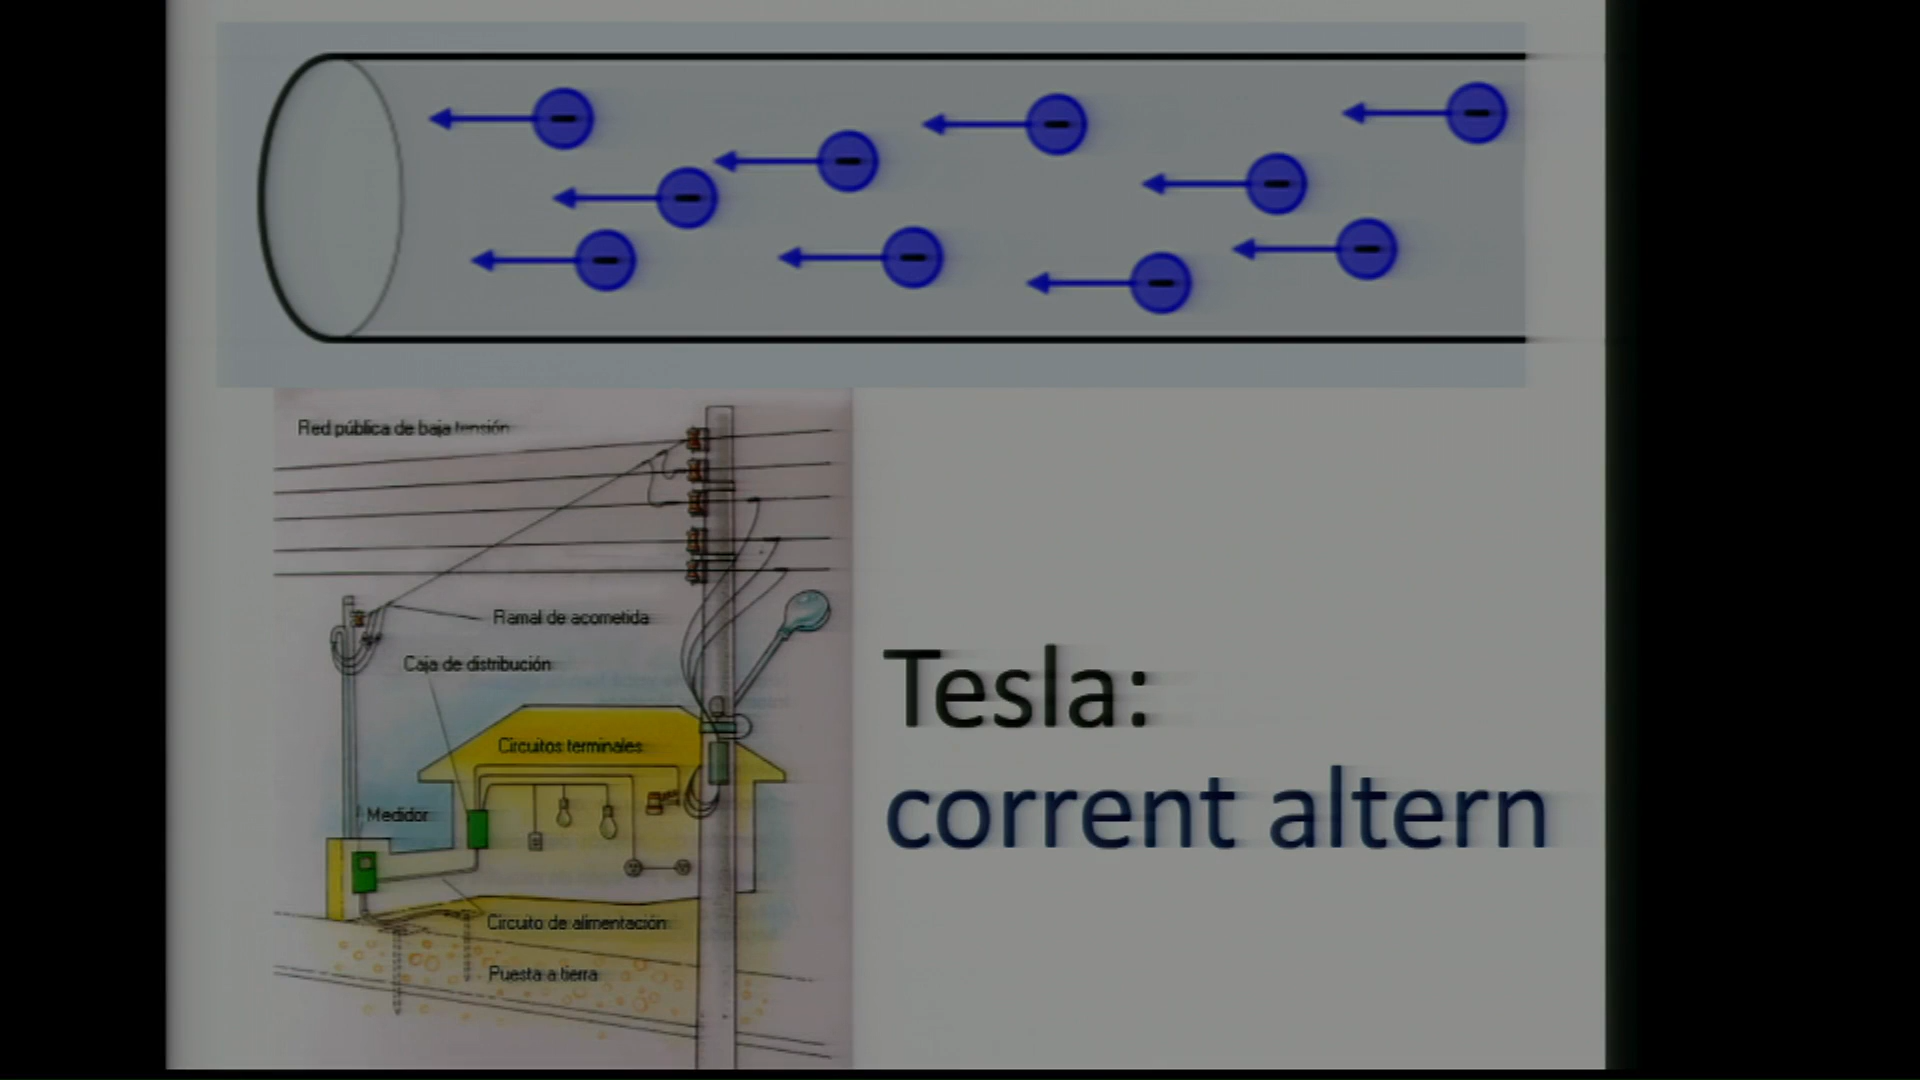 Red pública de baja tensión
Ramal de acometida
Caja de distribución
Circuitos terminales
Medidor
Circuito de alimentación
Puesta a tierra
Tesla:
corrent altern